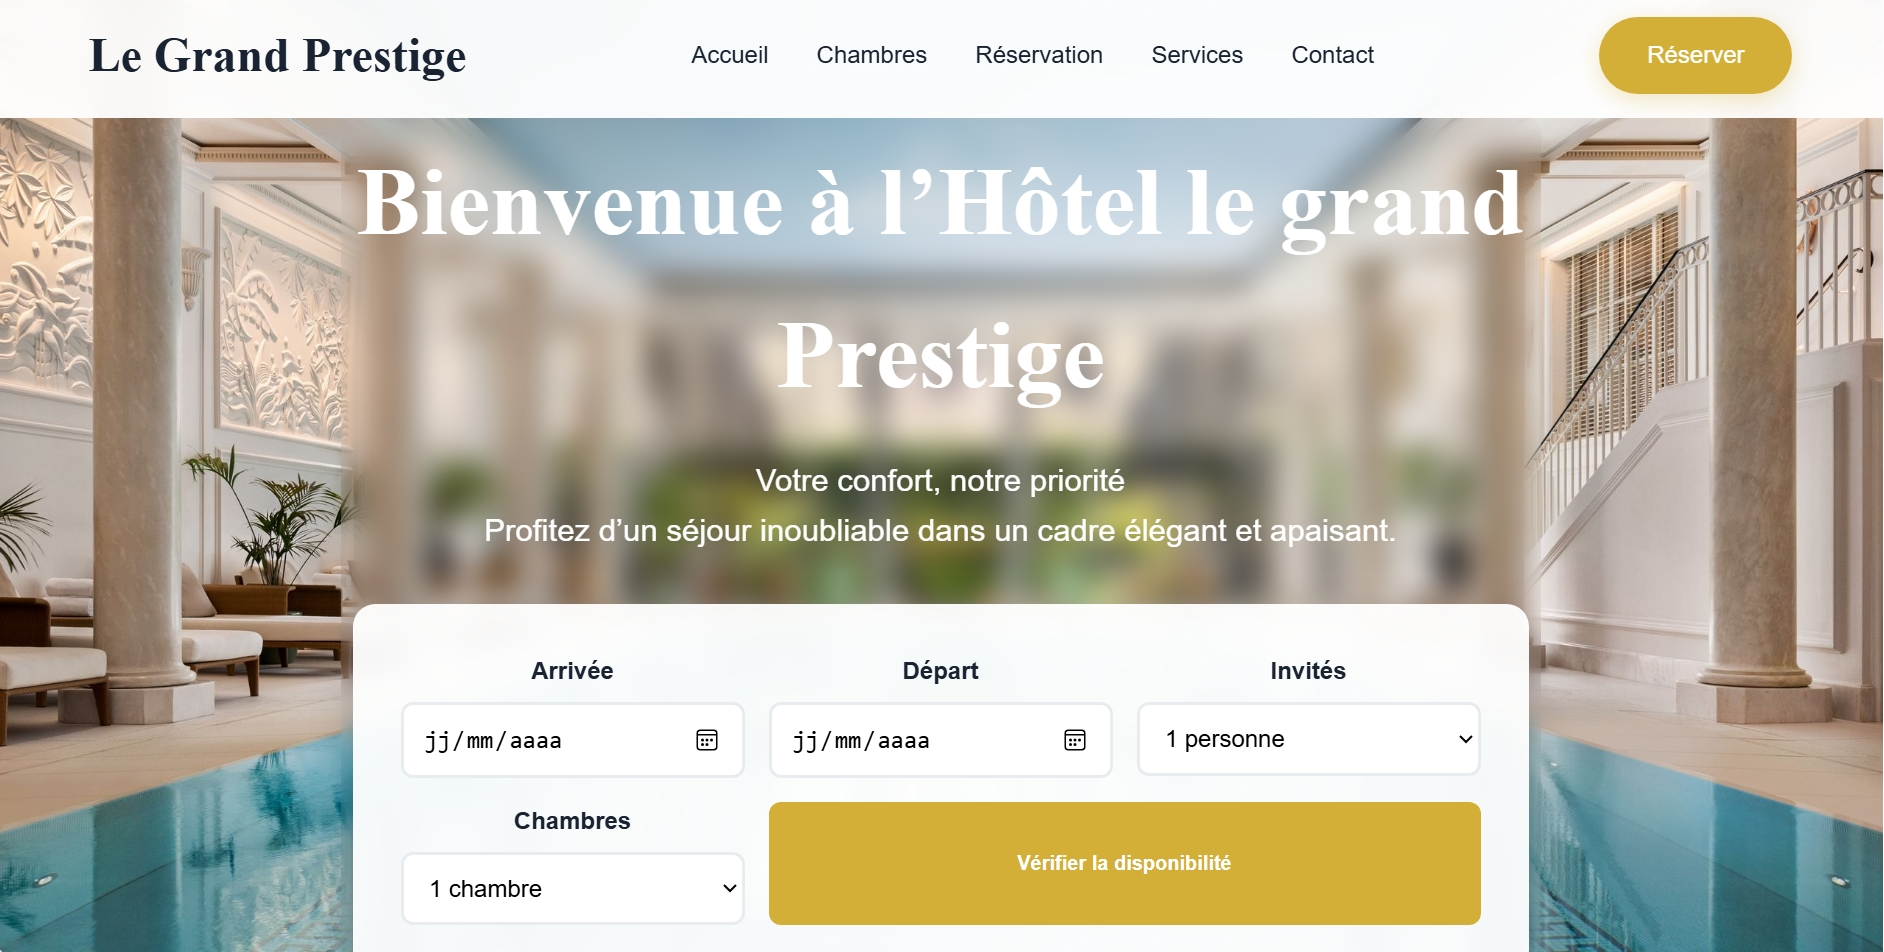 Le Grand Prestige
Accueil
Chambres
Réservation
Services
Contact
Réserver
Bienvenue à l’Hôtel le grand
Prestige
Votre confort, notre priorité
Profitez d’un séjour inoubliable dans un cadre élégant et apaisant.
Arrivée
Départ
Invités
jj/mm/aaaa
jj/mm/aaaa
1 personne
Chambres
1 chambre
Vérifier la disponibilité